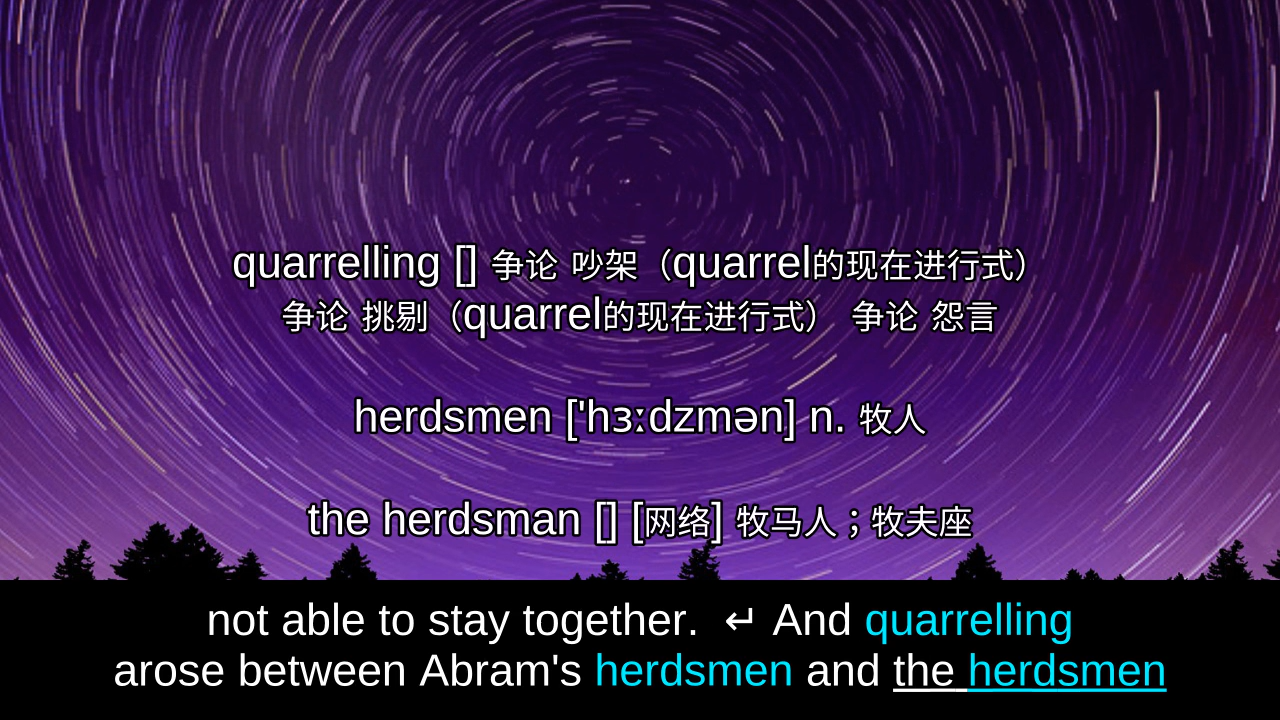 quarrelling [] 争论 吵架（quarrel的现在进行式）
争论 挑剔（quarrel的现在进行式） 争论 怨言
herdsmen ['hɜːdzmən] n. 牧人
the herdsman [] [网络] 牧马人；牧夫座
not able to stay together. ↵ And quarrelling
arose between Abram's herdsmen and the herdsmen